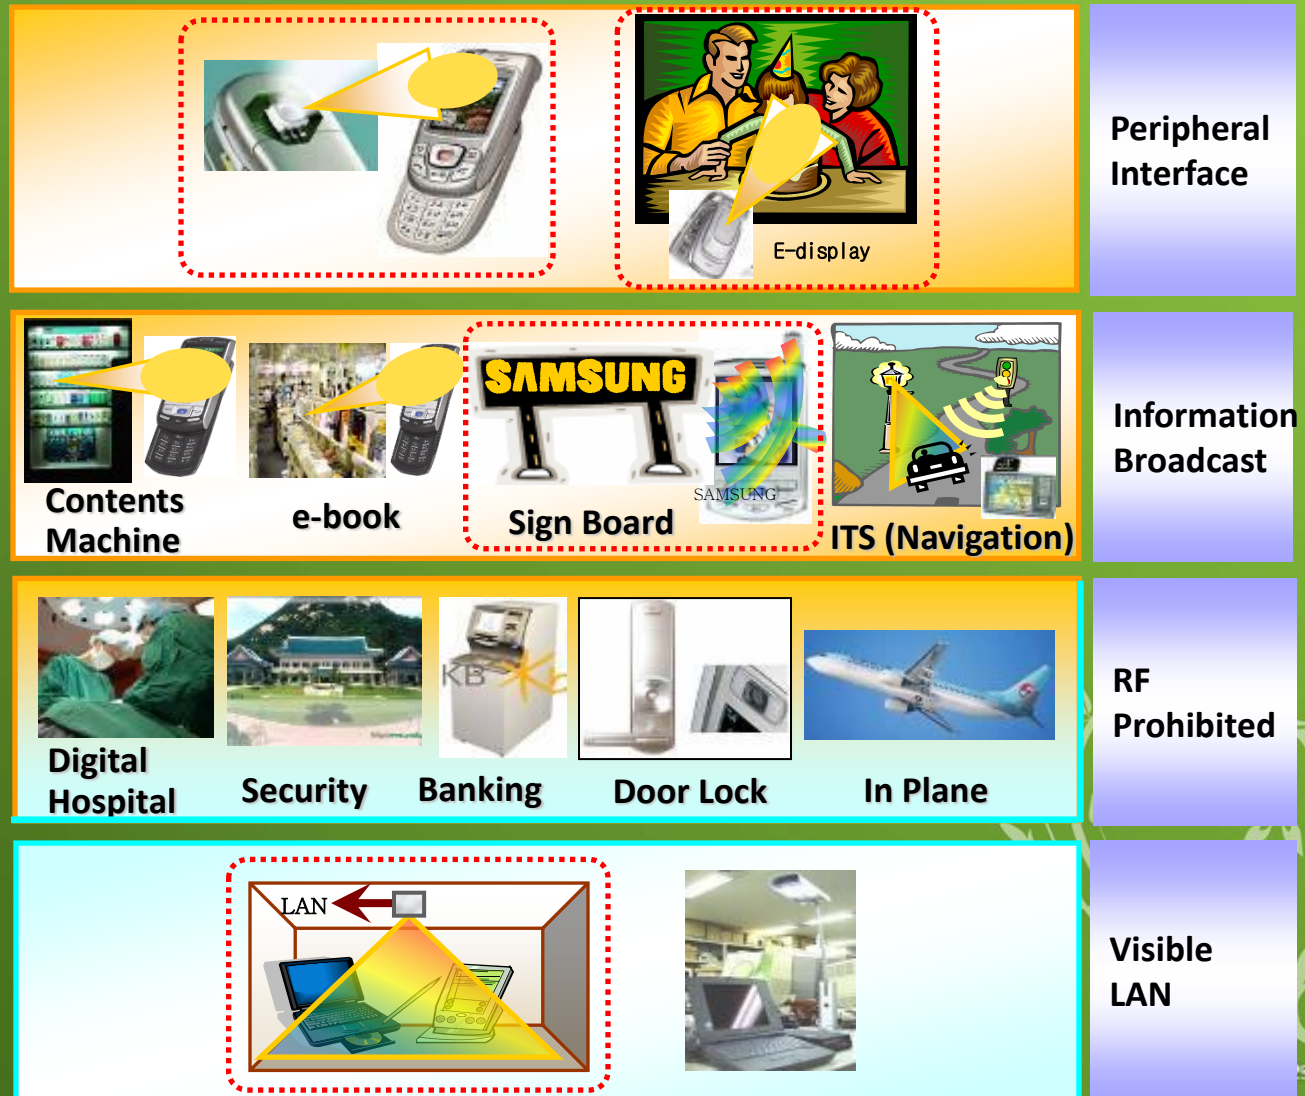 Peripheral
Interface
E-display
SAMSUNG
SAMSUNG
Contents
Machine
e-book
Sign Board
ITS (Navigation)
Information
Broadcast
KB
Digital
Hospital
Security
Banking
Door Lock
In Plane
RF
Prohibited
LAN
Visible
LAN